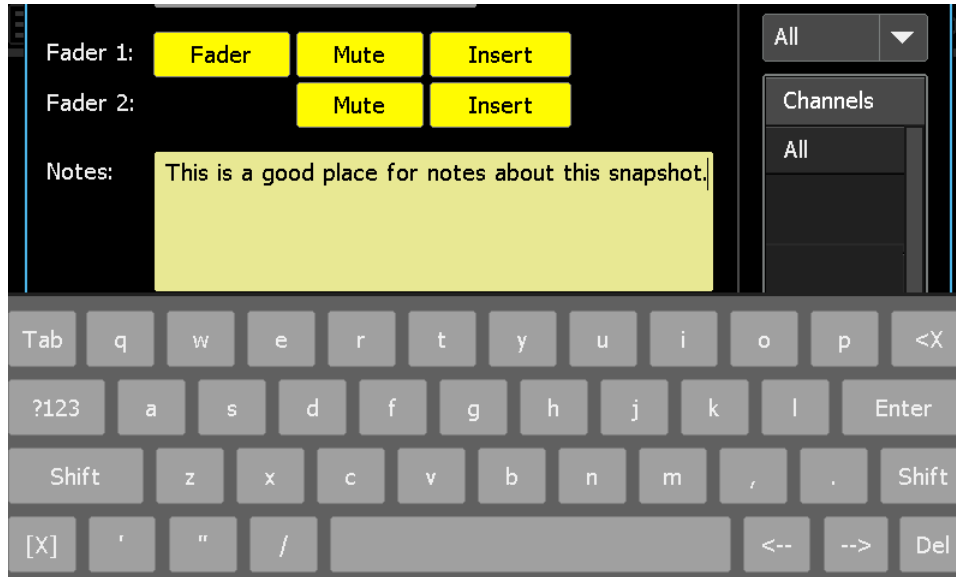 Fader 1: Fader Mute Insert
Fader 2: Mute Insert
Notes: This is a good place for notes about this snapshot.
All
Channels
All
Tab q w e r t y u i o p <X
?123 a s d f g h j k l Enter
Shift z x c v b n m , . Shift
[X] ' " / <-- --> Del